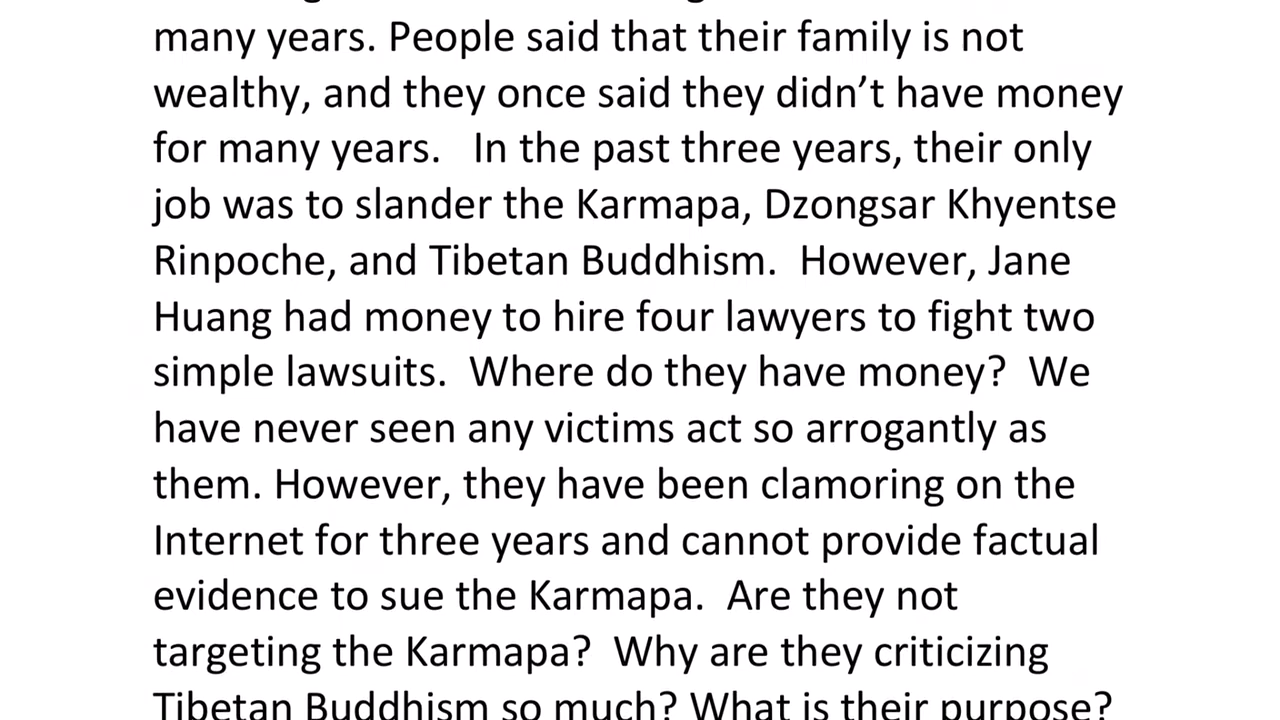 many years. People said that their family is not
wealthy, and they once said they didn’t have money
for many years.   In the past three years, their only
job was to slander the Karmapa, Dzongsar Khyentse
Rinpoche, and Tibetan Buddhism.  However, Jane
Huang had money to hire four lawyers to fight two
simple lawsuits.  Where do they have money?  We
have never seen any victims act so arrogantly as
them. However, they have been clamoring on the
Internet for three years and cannot provide factual
evidence to sue the Karmapa.  Are they not
targeting the Karmapa?  Why are they criticizing
Tibetan Buddhism so much? What is their purpose?